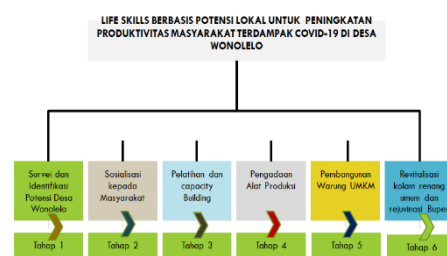 LIFE SKILLS BERBASIS POTENSI LOKAL UNTUK PENINGKATAN
PRODUKTIVITAS MASYARAKAT TERDAMPAK COVID-19 DI DESA
WONOLELO
Survei dan
Identifikasi
Potensi Desa
Wonolelo
Tahap 1
Sosialisasi
kepada
Masyarakat
Tahap 2
Pelatihan dan
capacity
Building
Tahap 3
Pengadaan
Alat Produksi
Tahap 4
Pembangunan
Warung UMKM
Tahap 5
Revitalisasi
kolam renang
umum dan
rejuvinasi Buper
Tahap 6